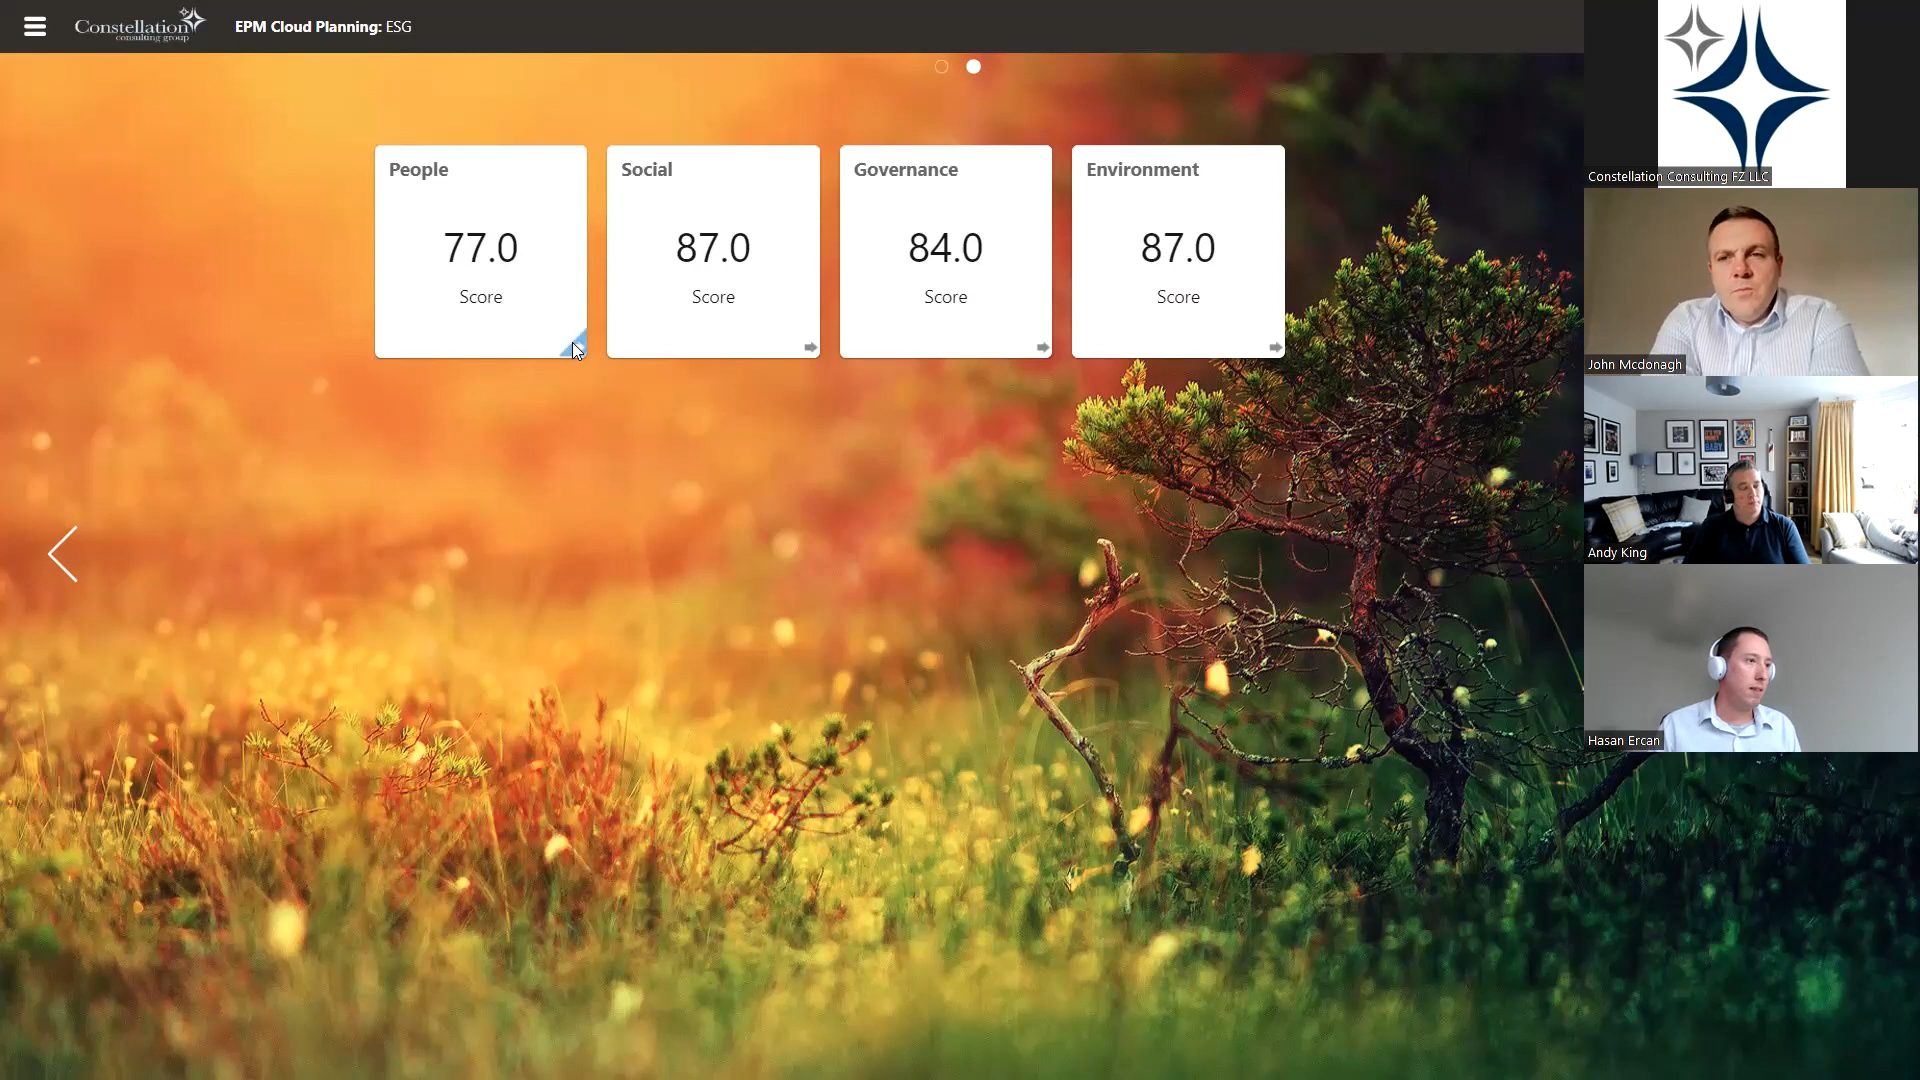 Constellation
consulting group
EPM Cloud Planning: ESG
People
77.0
Score
Social
87.0
Score
Governance
84.0
Score
Environment
87.0
Score
Constellation Consulting FZ LLC
John Mcdonagh
Andy King
Hasan Ercan